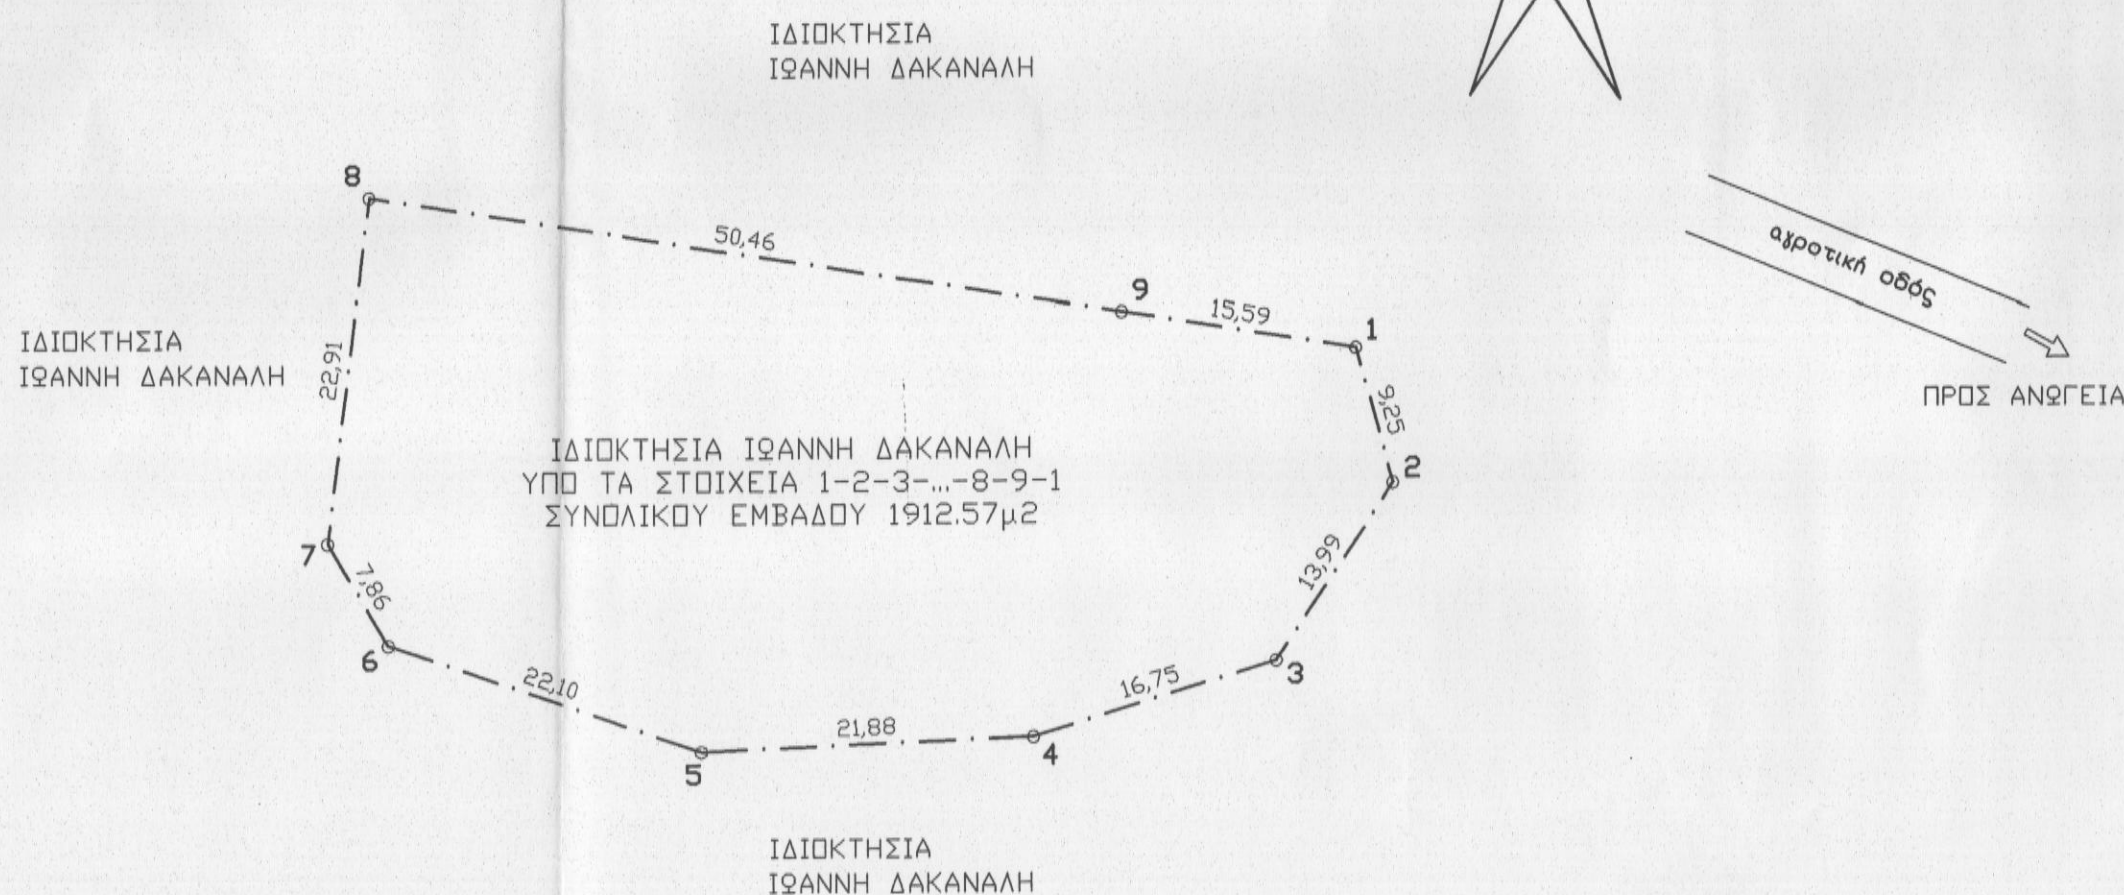 ΙΔΙΟΚΤΗΣΙΑ
ΙΩΑΝΝΗ ΔΑΚΑΝΑΛΗ
8
50,46
9
15,59
1
αγροτική οδός
ΠΡΟΣ ΑΝΩΓΕΙΑ
ΙΔΙΟΚΤΗΣΙΑ
ΙΩΑΝΝΗ ΔΑΚΑΝΑΛΗ
22,91
9,25
ΙΔΙΟΚΤΗΣΙΑ ΙΩΑΝΝΗ ΔΑΚΑΝΑΛΗ
ΥΠΟ ΤΑ ΣΤΟΙΧΕΙΑ 1-2-3-...-8-9-1
ΣΥΝΟΛΙΚΟΥ ΕΜΒΑΔΟΥ 1912.57μ2
2
7
7,86
13,99
6
22,10
3
16,75
21,88
4
5
ΙΔΙΟΚΤΗΣΙΑ
ΙΩΑΝΝΗ ΔΑΚΑΝΑΛΗ